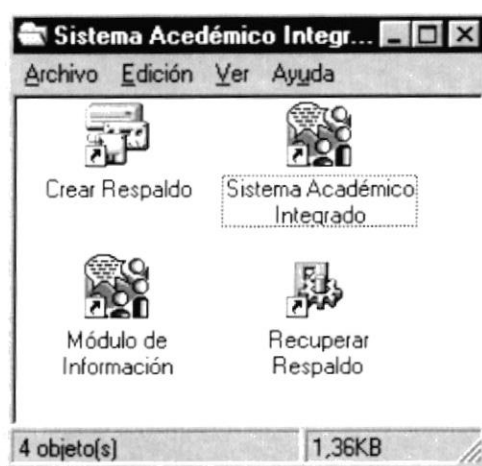 Sistema Acedémico Integr...
Archivo Edición Ver Ayuda
Crear Respaldo
Sistema Académico
Integrado
Módulo de
Información
Recuperar
Respaldo
4 objeto(s)
1,36KB